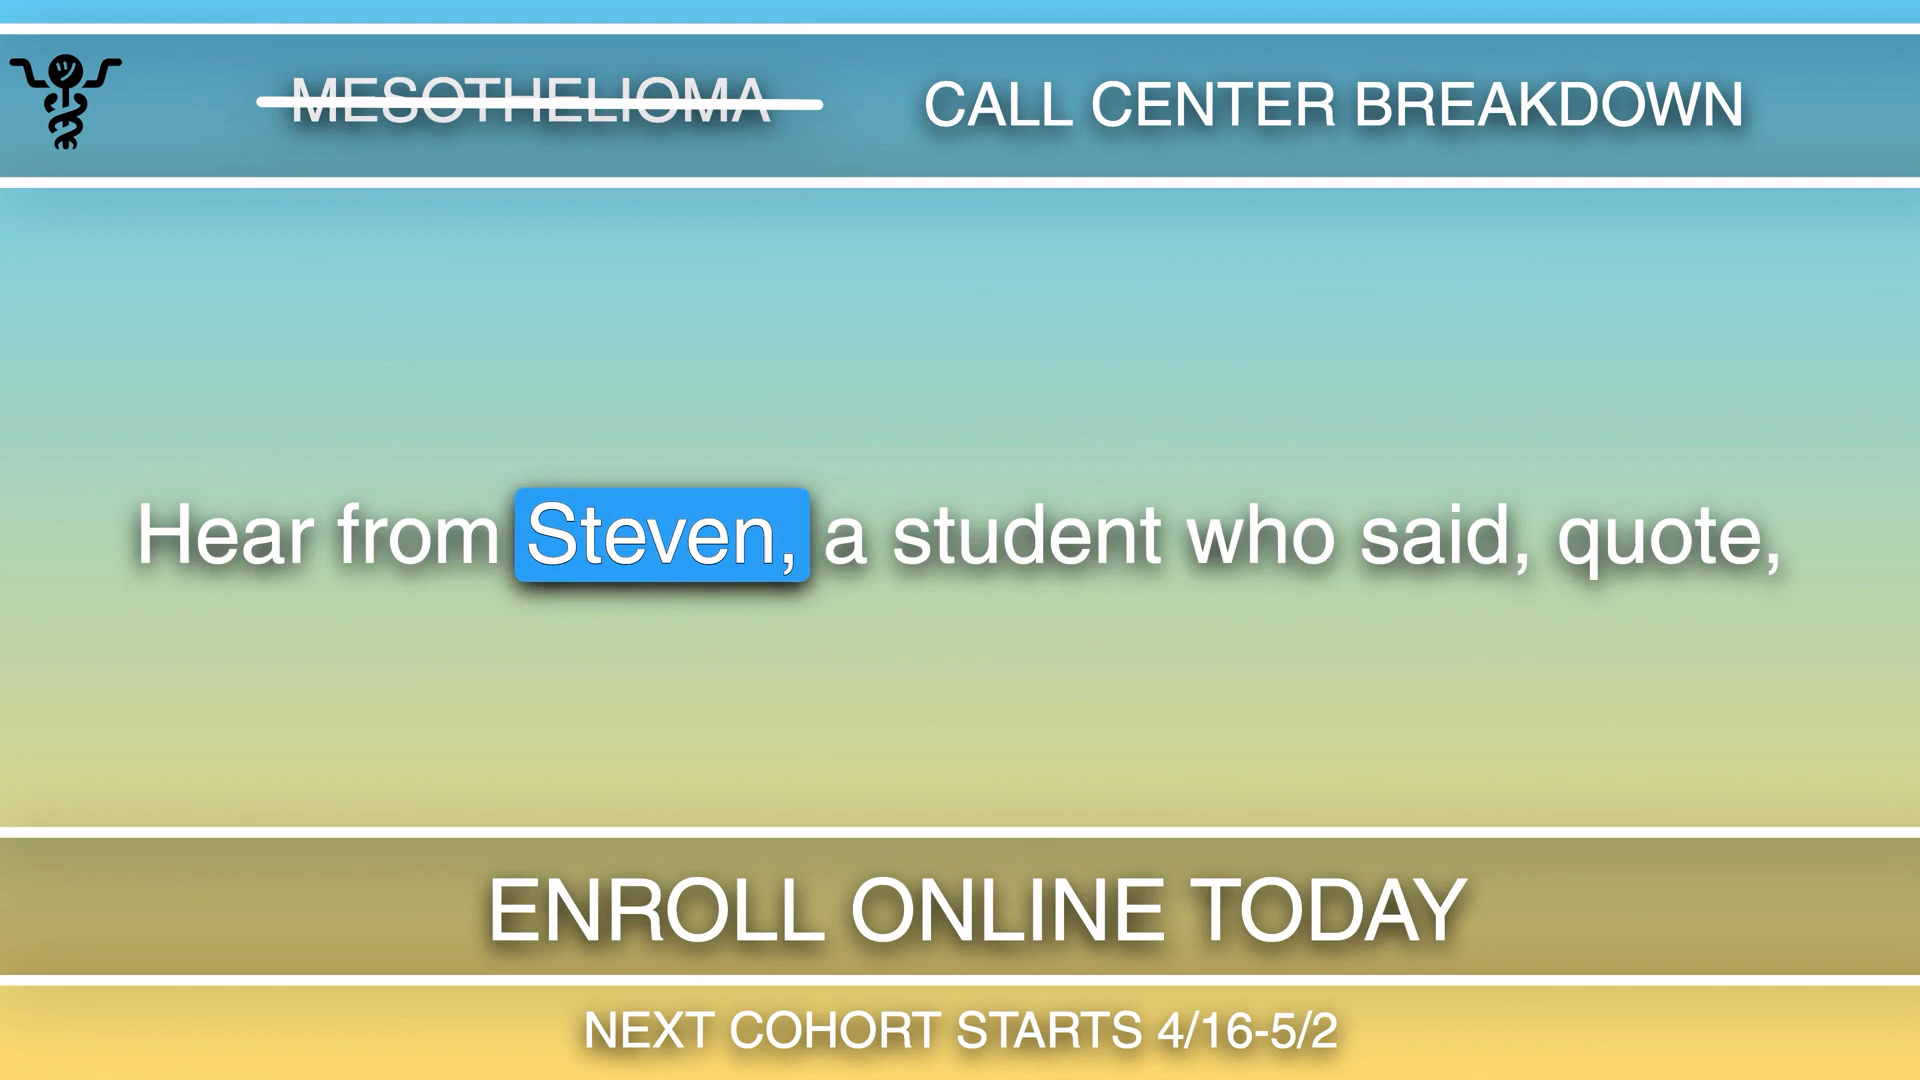 MESOTHELIOMA CALL CENTER BREAKDOWN
Hear from Steven, a student who said, quote,
ENROLL ONLINE TODAY
NEXT COHORT STARTS 4/16-5/2